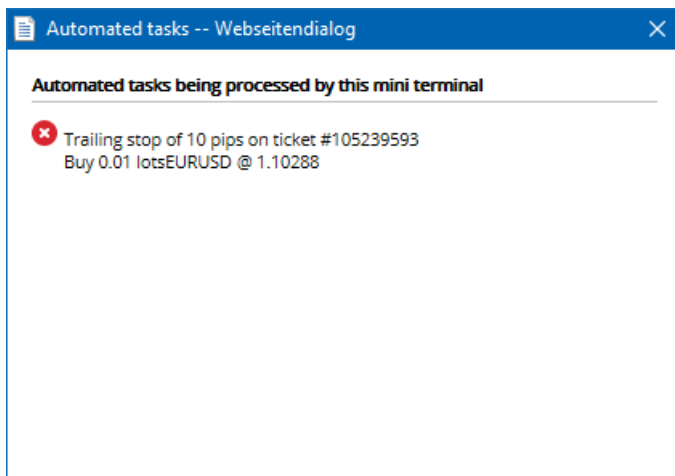 Automated tasks -- Webseitendialog
Automated tasks being processed by this mini terminal
Trailing stop of 10 pips on ticket #105239593
Buy 0.01 lotsEURUSD @ 1.10288